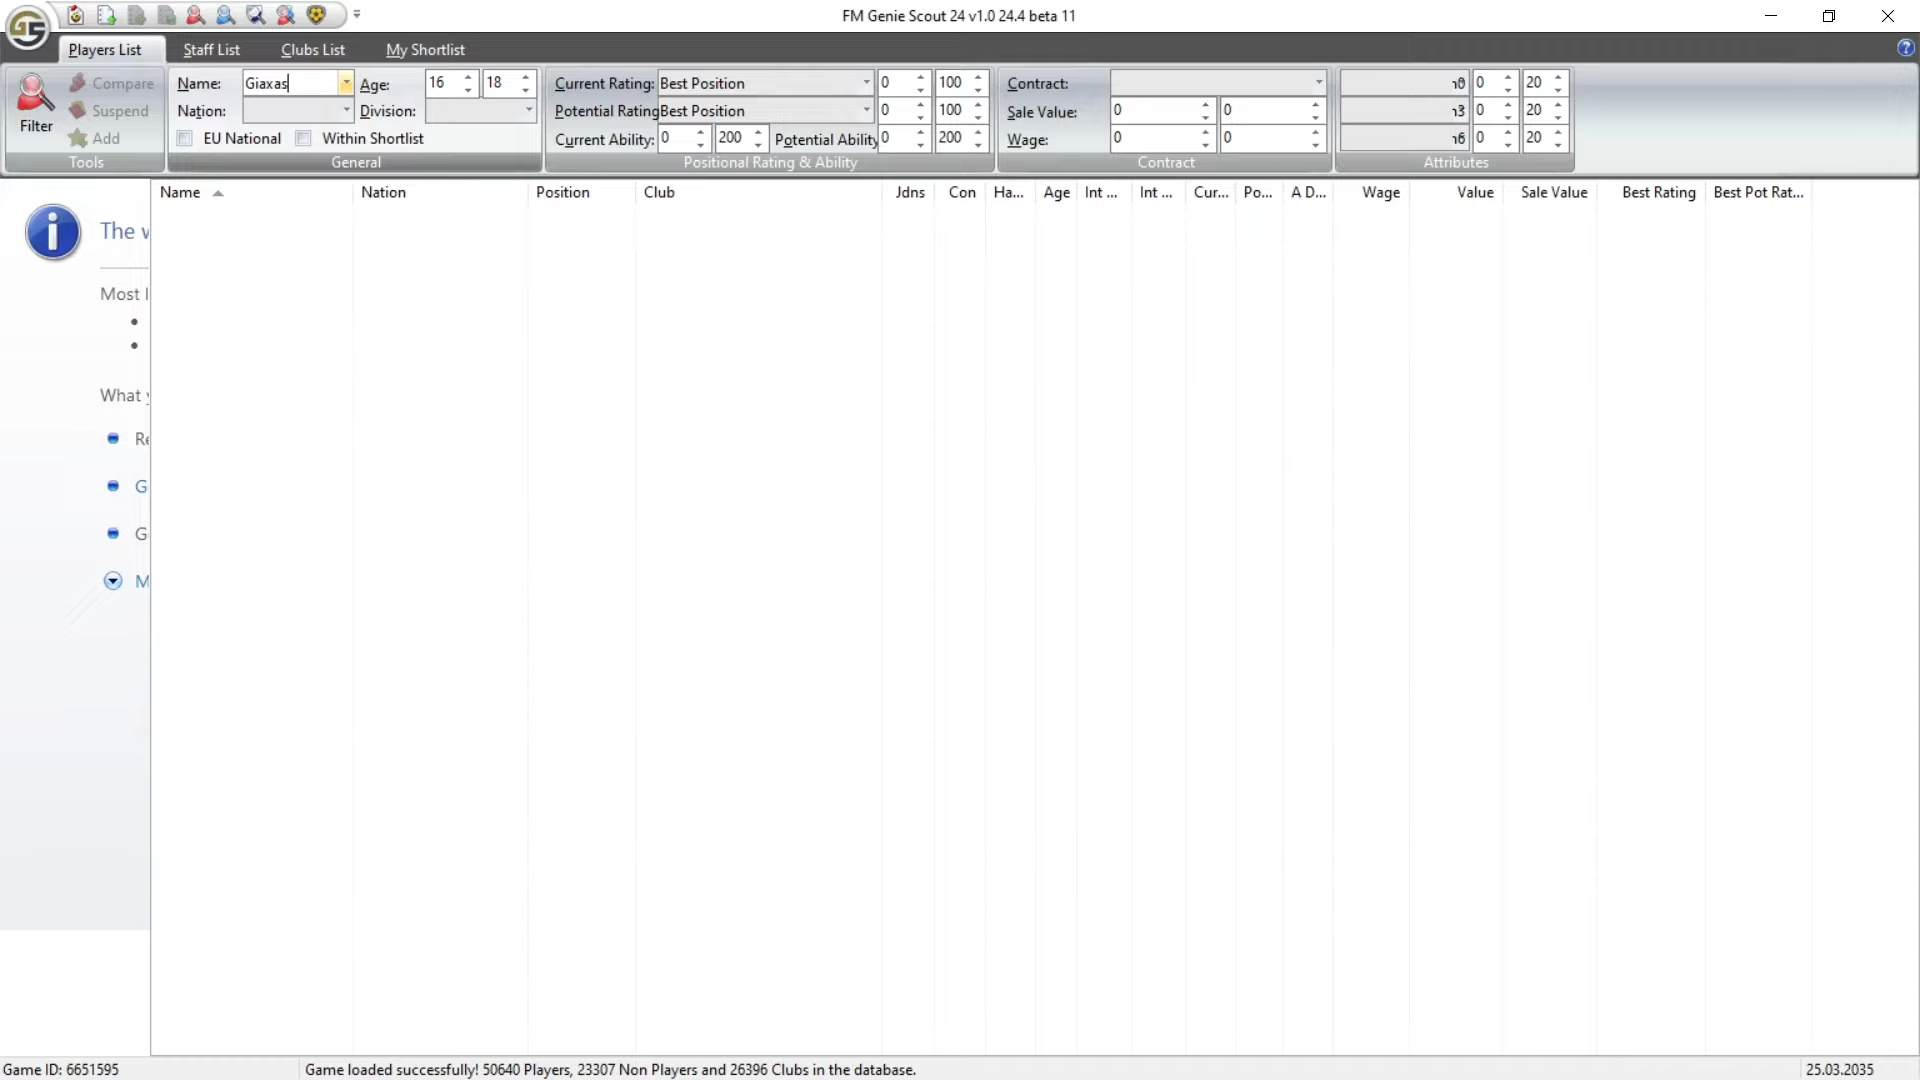 FM Genie Scout 24 v1.0 24.4 beta 11
Players List Staff List Clubs List My Shortlist
Filter
Compare
Suspend
Add
Tools
Name: Giaxas Age: 16 18
Nation: Division:
EU National Within Shortlist
General
Current Rating: Best Position 0 100
Potential Rating Best Position 0 100
Current Ability: 0 200 Potential Ability 0 200
Positional Rating & Ability
Contract:
Sale Value: 0 0
Wage: 0 0
Contract
0 20
0 20
0 20
Attributes
Name Nation Position Club Jdns Con Ha... Age Int ... Int ... Cur... Po... A D... Wage Value Sale Value Best Rating Best Pot Rat...
The
Most
What
Game ID: 6651595 Game loaded successfully! 50640 Players, 23307 Non Players and 26396 Clubs in the database. 25.03.2035